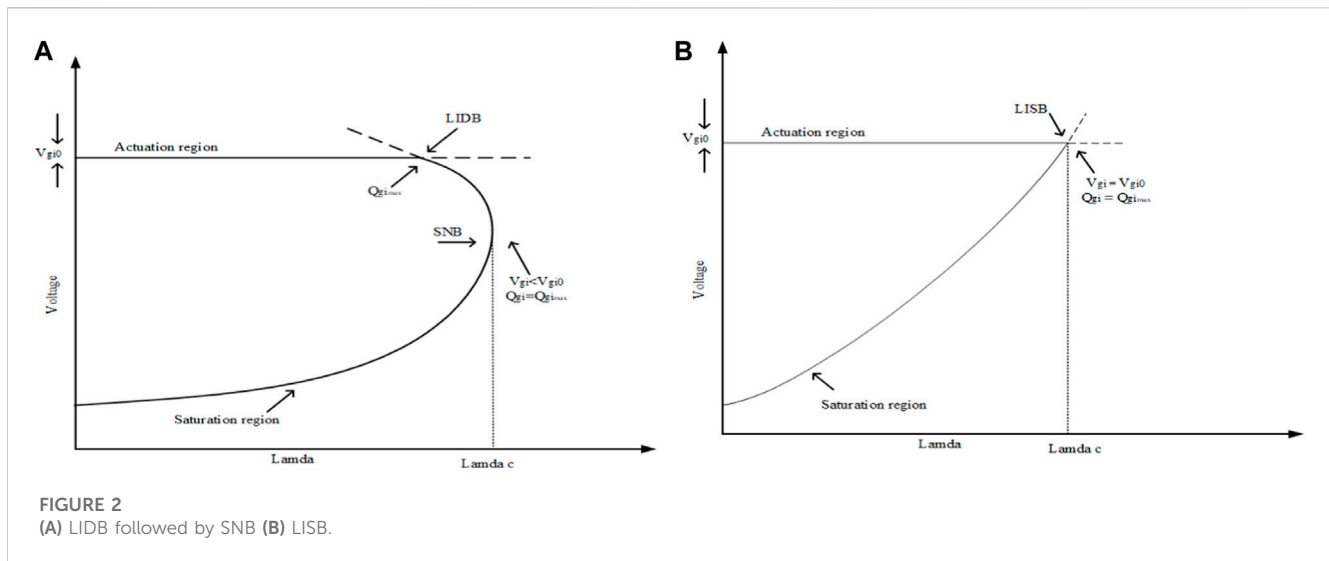 A
LIDB
Actuation region
Vgi0
Qgimax
SNB
Vgi<Vgi0
Qgi=Qgimax
Voltage
Saturation region
Lamda
Lamda c
B
LISB
Actuation region
Vgi0
Vgi = Vgi0
Qgi = Qgimax
Voltage
Saturation region
Lamda
Lamda c
FIGURE 2
(A) LIDB followed by SNB (B) LISB.